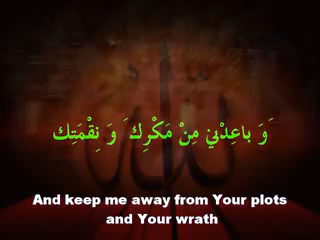 وَ باعِدْنيٖ مِنْ مَكْرِكَ وَ نِقْمَتِك
And keep me away from Your plots
and Your wrath